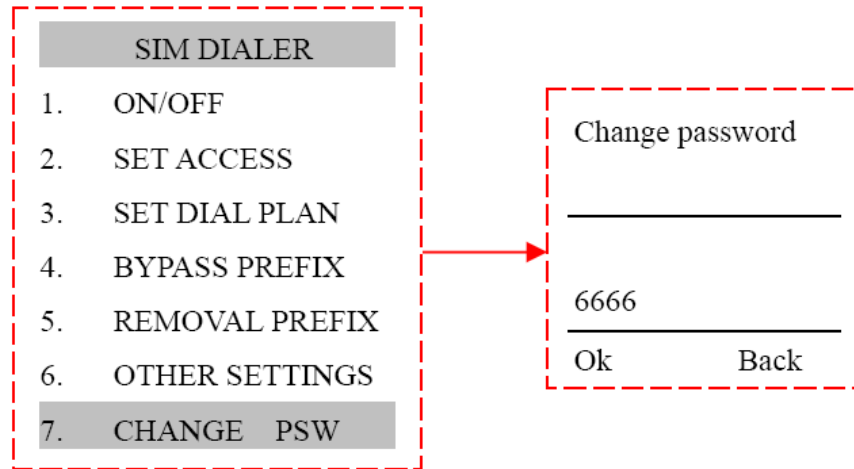 SIM DIALER
1. ON/OFF
2. SET ACCESS
3. SET DIAL PLAN
4. BYPASS PREFIX
5. REMOVAL PREFIX
6. OTHER SETTINGS
7. CHANGE PSW
Change password
6666
Ok Back